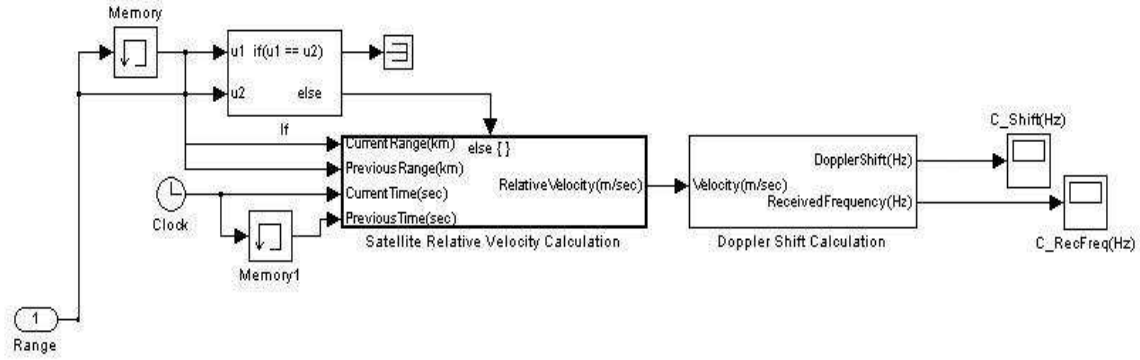 Memory
u1 if(u1 == u2)
u2 else
If
else { }
CurrentRange(km)
PreviousRange(km)
CurrentTime(sec)
PreviousTime(sec)
RelativeVelocity(m/sec)
Satellite Relative Velocity Calculation
Clock
Memory1
Velocity(m/sec)
DopplerShift(Hz)
ReceivedFrequency(Hz)
Doppler Shift Calculation
C_Shift(Hz)
C_RecFreq(Hz)
1
Range